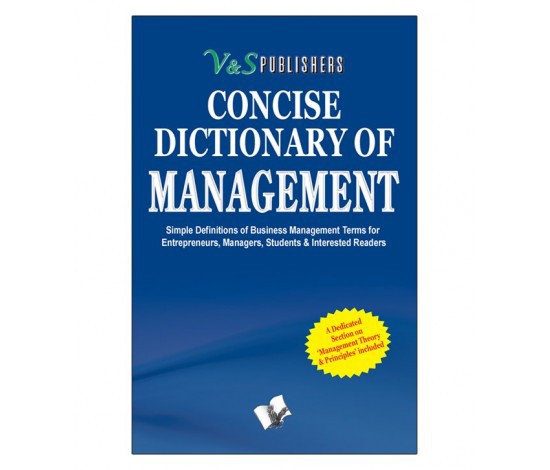 V&S PUBLISHERS
CONCISE
DICTIONARY OF
MANAGEMENT
Simple Definitions of Business Management Terms for
Entrepreneurs, Managers, Students & Interested Readers
A Dedicated
Section on
'Management Theory
& Principles' included